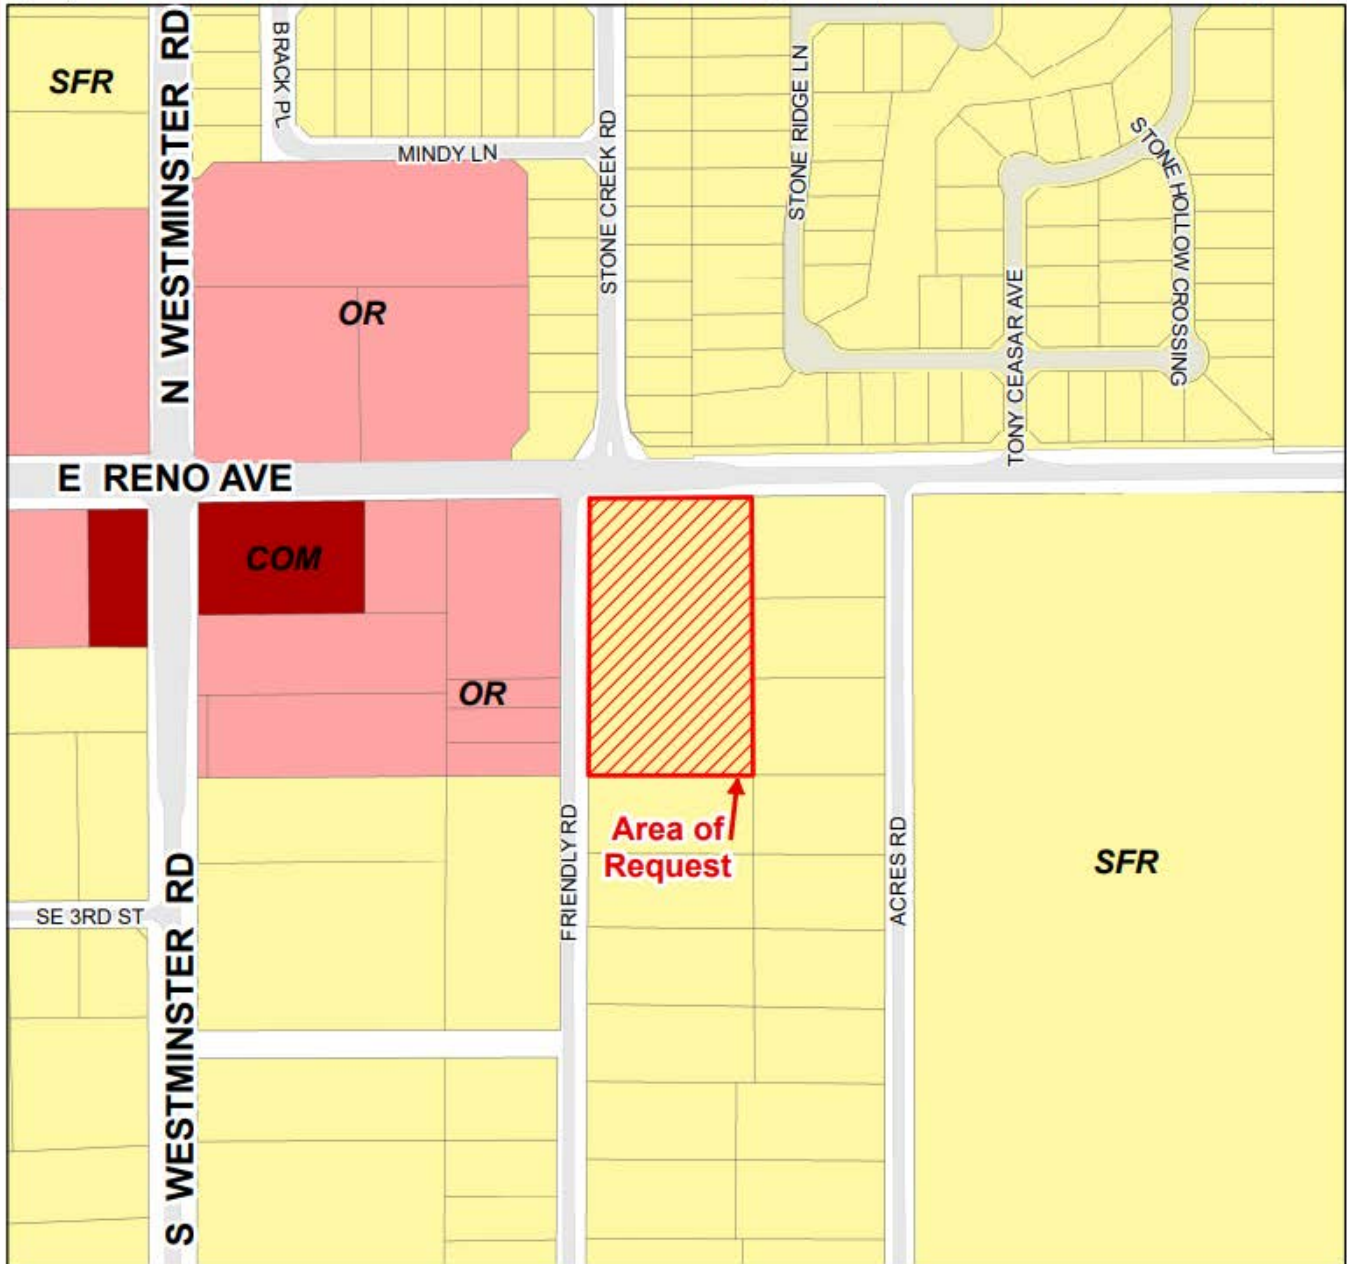 SFR
N WESTMINSTER RD
BRACK PL
MINDY LN
STONE CREEK RD
STONE RIDGE LN
STONE HOLLOW CROSSING
TONY CEASAR AVE
OR
E RENO AVE
COM
OR
Area of
Request
FRIENDLY RD
ACRES RD
SFR
SE 3RD ST
S WESTMINSTER RD